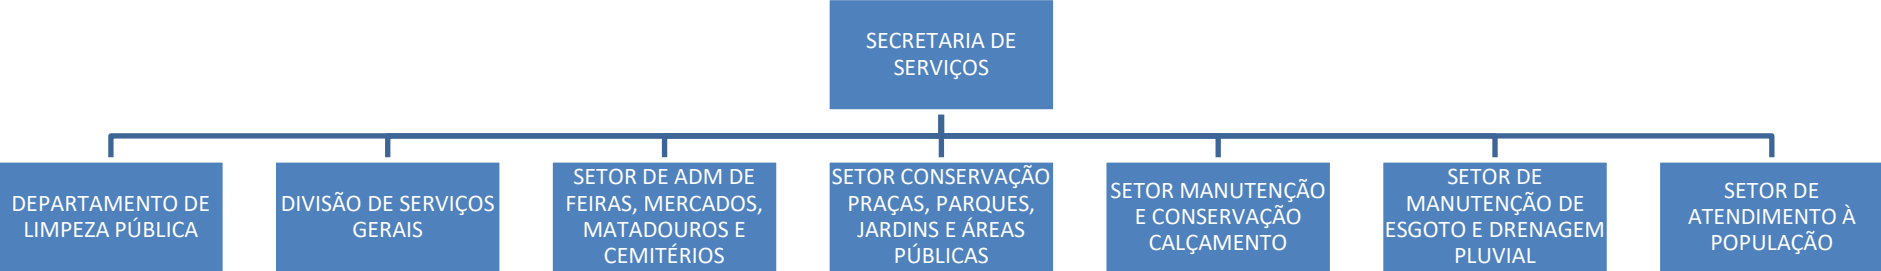 SECRETARIA DE
SERVIÇOS
DEPARTAMENTO DE
LIMPEZA PÚBLICA
DIVISÃO DE SERVIÇOS
GERAIS
SETOR DE ADM DE
FEIRAS, MERCADOS,
MATADOUROS E
CEMITÉRIOS
SETOR CONSERVAÇÃO
PRAÇAS, PARQUES,
JARDINS E ÁREAS
PÚBLICAS
SETOR MANUTENÇÃO
E CONSERVAÇÃO
CALÇAMENTO
SETOR DE
MANUTENÇÃO DE
ESGOTO E DRENAGEM
PLUVIAL
SETOR DE
ATENDIMENTO À
POPULAÇÃO